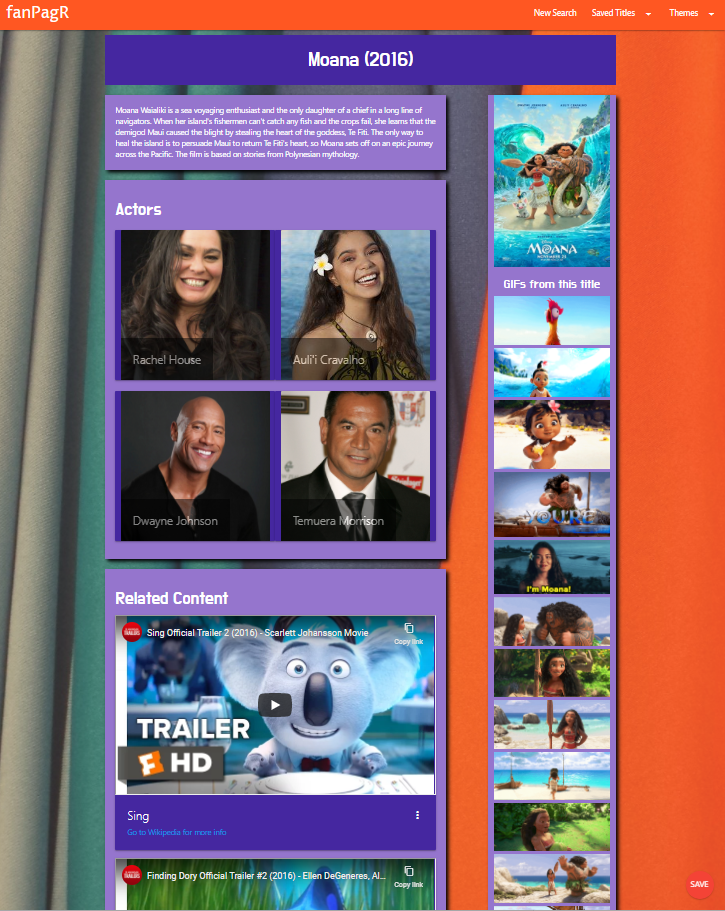 fanPagR
New Search
Saved Titles
Themes
Moana (2016)
Moana Waialiki is a sea voyaging enthusiast and the only daughter of a chief in a long line of
navigators. When her island's fishermen can't catch any fish and the crops fail, she learns that the
demigod Maui caused the blight by stealing the heart of the goddess, Te Fiti. The only way to
heal the island is to persuade Maui to return Te Fiti's heart, so Moana sets off on an epic journey
across the Pacific. The film is based on stories from Polynesian mythology.
Actors
Rachel House
Auli'i Cravalho
Dwayne Johnson
Temuera Morrison
Related Content
Sing Official Trailer 2 (2016) - Scarlett Johansson Movie
Copy link
TRAILER
HD
Sing
Go to Wikipedia for more info
Finding Dory Official Trailer #2 (2016) - Ellen DeGeneres, Al...
Copy link
MOANA
GIFs from this title
YOU'RE
I'm Moana!
SAVE